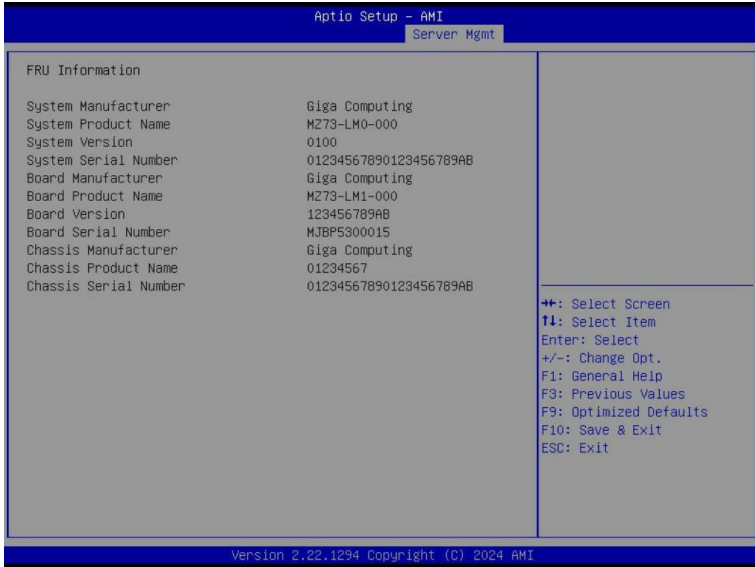 Aptio Setup – AMI
Server Mgmt
FRU Information
System Manufacturer Giga Computing
System Product Name MZ73-LM0-000
System Version 0100
System Serial Number 01234567890123456789AB
Board Manufacturer Giga Computing
Board Product Name MZ73-LM1-000
Board Version 123456789AB
Board Serial Number MJBP5300015
Chassis Manufacturer Giga Computing
Chassis Product Name 01234567
Chassis Serial Number 01234567890123456789AB
→←: Select Screen
↑↓: Select Item
Enter: Select
+/-: Change Opt.
F1: General Help
F3: Previous Values
F9: Optimized Defaults
F10: Save & Exit
ESC: Exit
Version 2.22.1294 Copyright (C) 2024 AMI